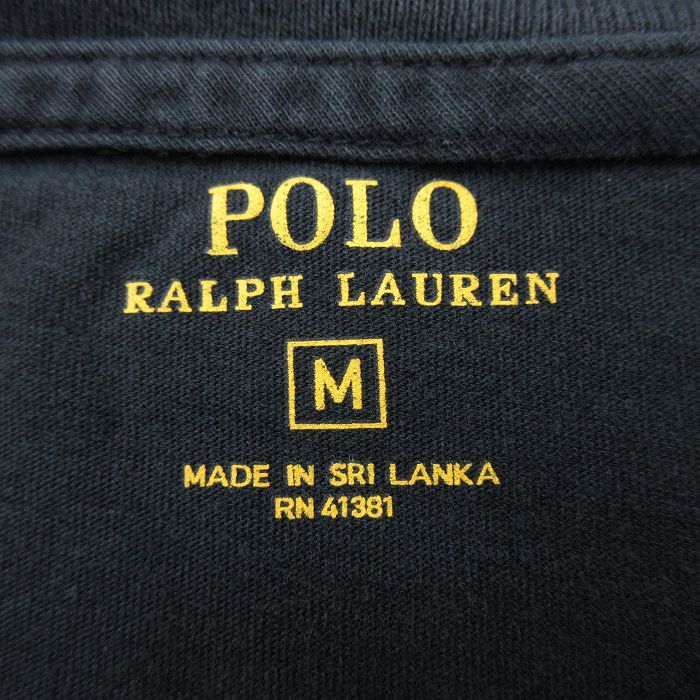 POLO
RALPH LAUREN
M
MADE IN SRI LANKA
RN 41381